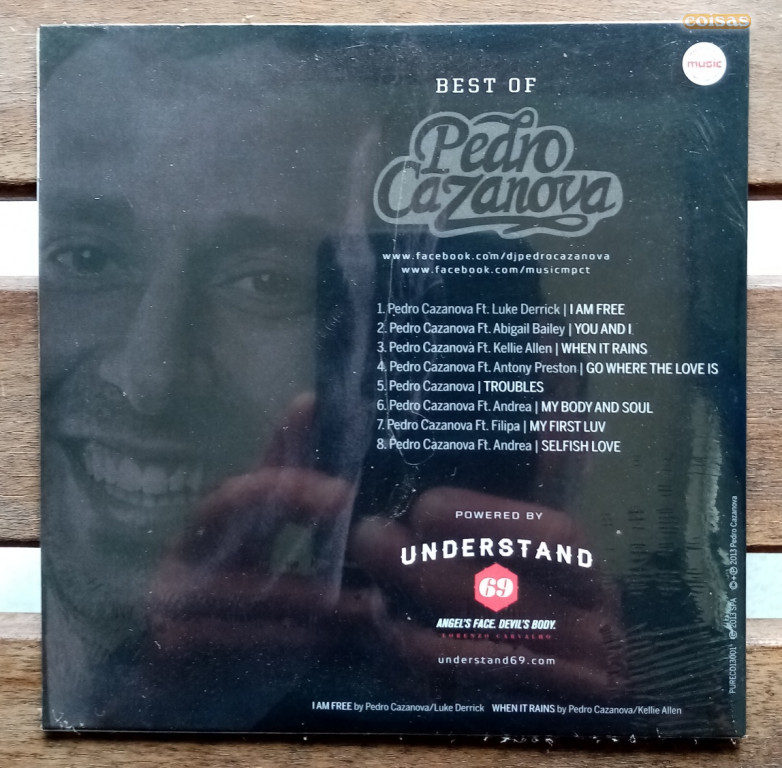 coisas
music
BEST OF
Pedro
Cazanova
www.facebook.com/djpedrocazanova
www.facebook.com/musicmpct
1. Pedro Cazanova Ft. Luke Derrick | I AM FREE
2. Pedro Cazanova Ft. Abigail Bailey | YOU AND I
3. Pedro Cazanova Ft. Kellie Allen | WHEN IT RAINS
4. Pedro Cazanova Ft. Antony Preston | GO WHERE THE LOVE IS
5. Pedro Cazanova | TROUBLES
6. Pedro Cazanova Ft. Andrea | MY BODY AND SOUL
7. Pedro Cazanova Ft. Filipa | MY FIRST LUV
8. Pedro Cazanova Ft. Andrea | SELFISH LOVE
POWERED BY
UNDERSTAND
69
ANGEL'S FACE. DEVIL'S BODY.
LORENZO CARVALHO
understand69.com
I AM FREE by Pedro Cazanova/Luke Derrick WHEN IT RAINS by Pedro Cazanova/Kellie Allen
PURECD13001 © 2013 SPA ©+℗ 2013 Pedro Cazanova